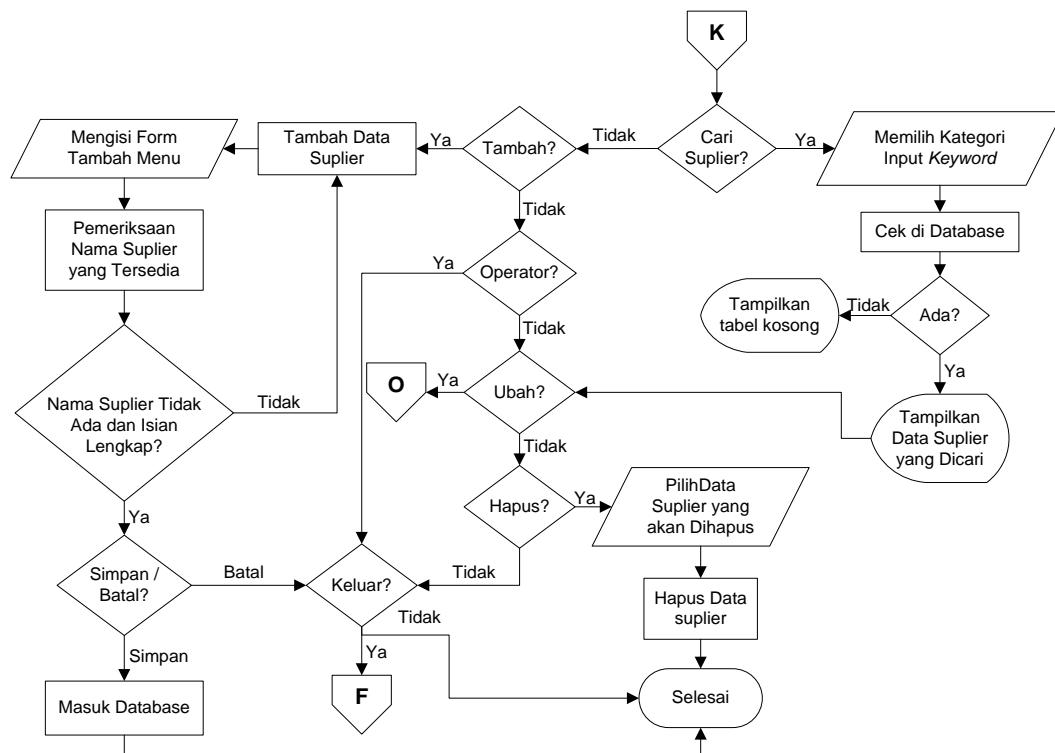 K
Mengisi Form
Tambah Menu
Tambah Data
Suplier
Ya
Tambah?
Tidak
Cari
Suplier?
Ya
Memilih Kategori
Input Keyword
Tidak
Pemeriksaan
Nama Suplier
yang Tersedia
Cek di Database
Ya
Operator?
Tidak
Tampilkan
tabel kosong
Tidak
Ada?
Ya
O
Ya
Ubah?
Tidak
Nama Suplier Tidak
Ada dan Isian
Lengkap?
Tidak
Tampilkan
Data Suplier
yang Dicari
Ya
Hapus?
Ya
PilihData
Suplier yang
akan Dihapus
Tidak
Simpan /
Batal?
Batal
Keluar?
Tidak
Ya
Hapus Data
suplier
Simpan
Masuk Database
F
Selesai